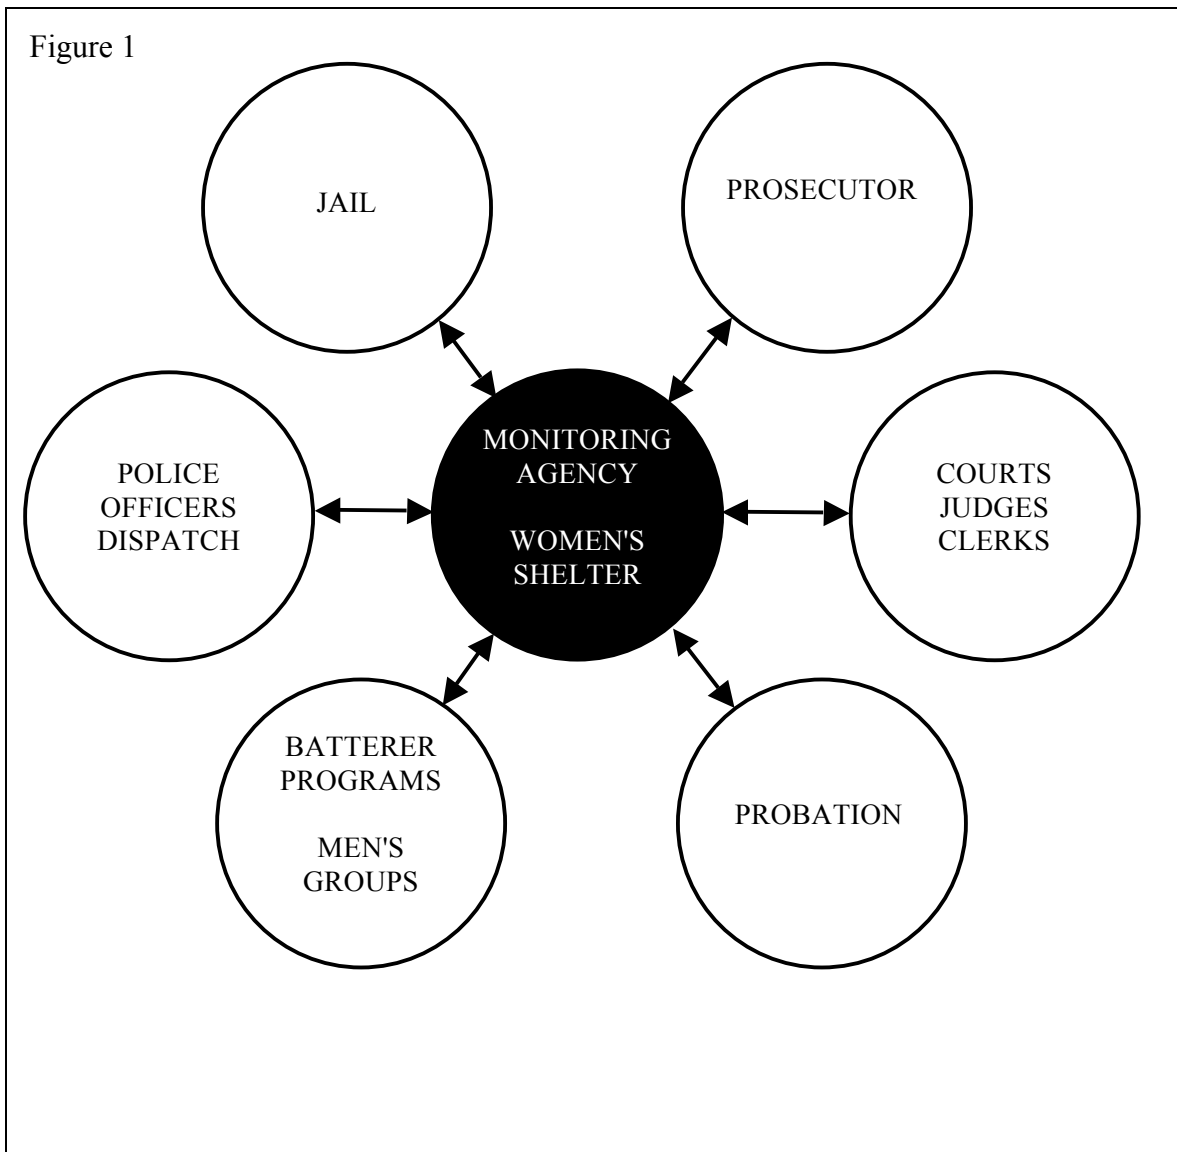 Figure 1
JAIL
PROSECUTOR
POLICE
OFFICERS
DISPATCH
MONITORING
AGENCY
WOMEN'S
SHELTER
COURTS
JUDGES
CLERKS
BATTERER
PROGRAMS
MEN'S
GROUPS
PROBATION